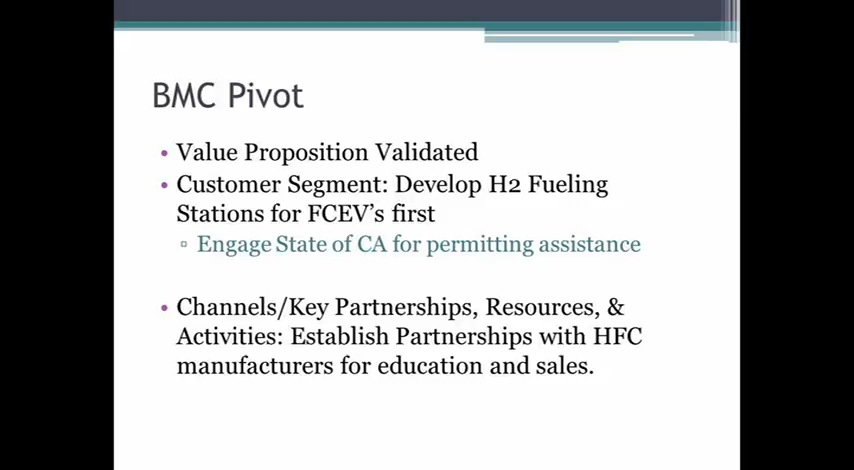 BMC Pivot
• Value Proposition Validated
• Customer Segment: Develop H2 Fueling
Stations for FCEV's first
▫ Engage State of CA for permitting assistance
• Channels/Key Partnerships, Resources, &
Activities: Establish Partnerships with HFC
manufacturers for education and sales.